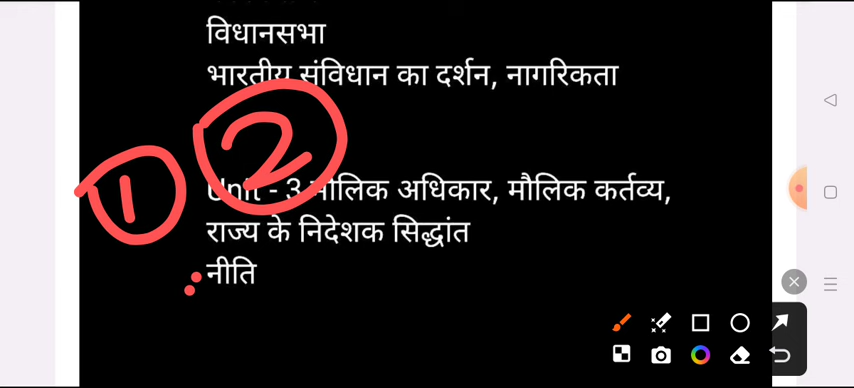 विधानसभा
भारतीय संविधान का दर्शन, नागरिकता
2
1
Unit - 3 मौलिक अधिकार, मौलिक कर्तव्य,
राज्य के निदेशक सिद्धांत
नीति